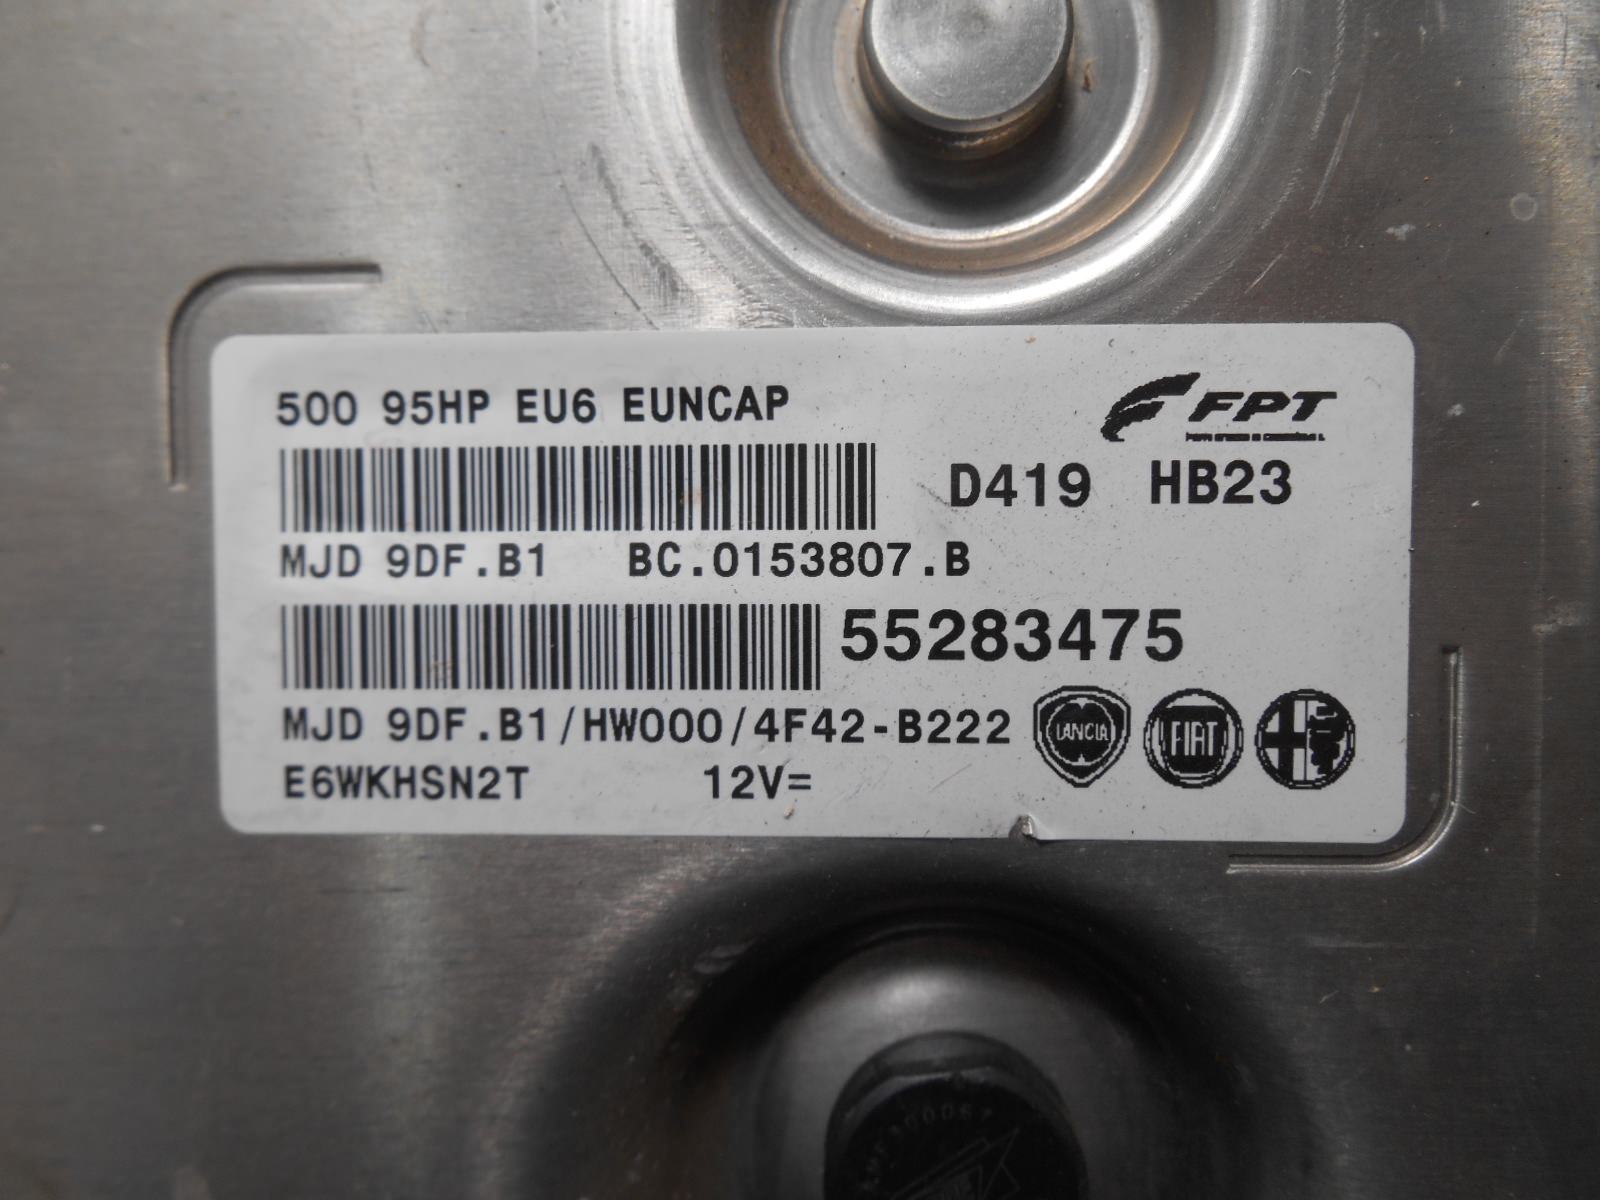 500 95HP EU6 EUNCAP
FPT
D419 HB23
MJD 9DF.B1 BC.0153807.B
55283475
MJD 9DF.B1/HW000/4F42-B222
LANCIA FIAT
E6WKHSN2T 12V=